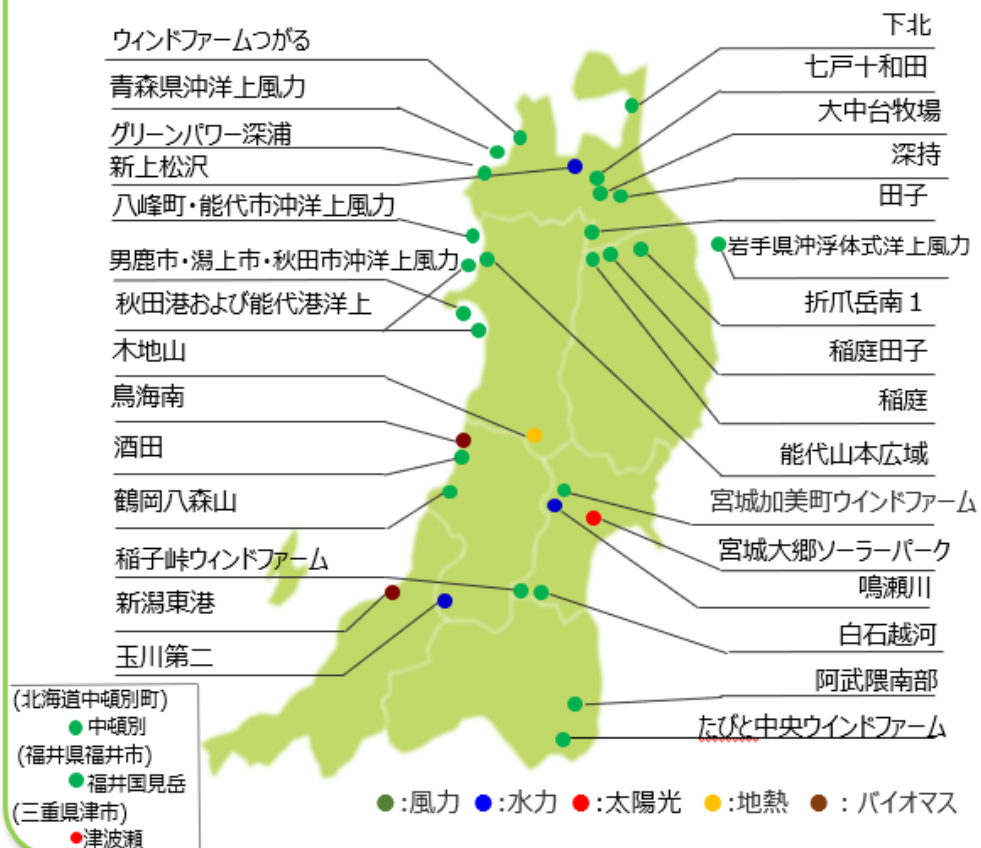 ウィンドファームつがる
青森県沖洋上風力
グリーンパワー深浦
新上松沢
八峰町・能代市沖洋上風力
男鹿市・潟上市・秋田市沖洋上風力
秋田港および能代港洋上
木地山
鳥海南
酒田
鶴岡八森山
稲子峠ウィンドファーム
新潟東港
玉川第二
下北
七戸十和田
大中台牧場
深持
田子
岩手県沖浮体式洋上風力
折爪岳南1
稲庭田子
稲庭
能代山本広域
宮城加美町ウインドファーム
宮城大郷ソーラーパーク
鳴瀬川
白石越河
阿武隈南部
たびと中央ウインドファーム
(北海道中頓別町)
中頓別
(福井県福井市)
福井国見岳
(三重県津市)
津波瀬
:風力 :水力 :太陽光 :地熱 : バイオマス